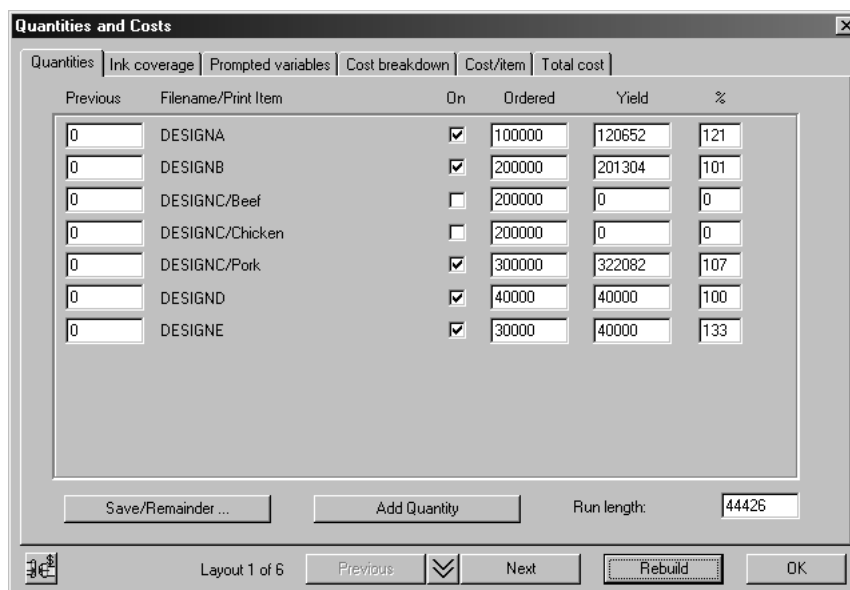 Quantities and Costs
Quantities Ink coverage Prompted variables Cost breakdown Cost/item Total cost
Previous Filename/Print Item On Ordered Yield %
0 DESIGNA 100000 120652 121
0 DESIGNB 200000 201304 101
0 DESIGNC/Beef 200000 0 0
0 DESIGNC/Chicken 200000 0 0
0 DESIGNC/Pork 300000 322082 107
0 DESIGND 40000 40000 100
0 DESIGNE 30000 40000 133
Save/Remainder ... Add Quantity Run length: 44426
Layout 1 of 6 Previous Next Rebuild OK